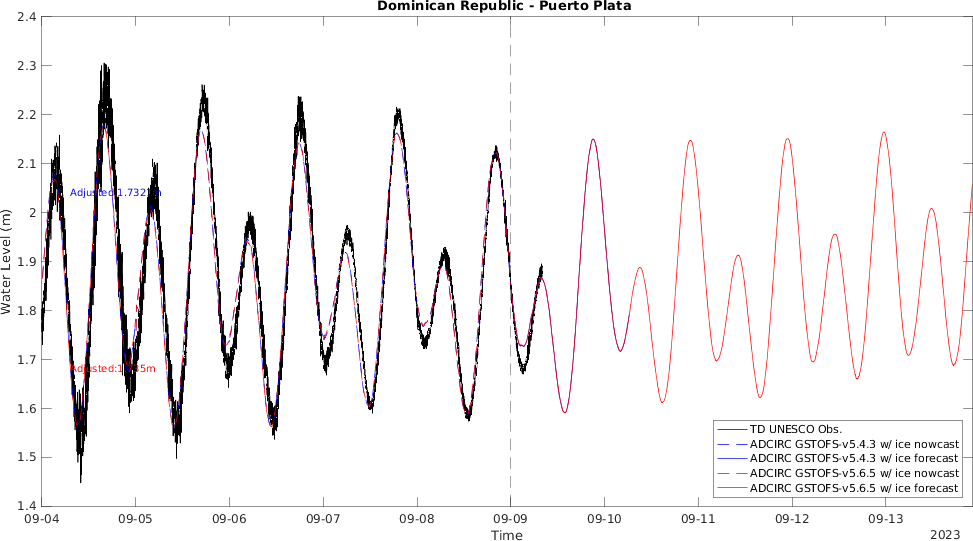 Dominican Republic - Puerto Plata
2.4
2.3
2.2
2.1
2
1.9
1.8
1.7
1.6
1.5
1.4
Water Level (m)
TD UNESCO Obs.
ADCIRC GSTOFS-v5.4.3 w/ ice nowcast
ADCIRC GSTOFS-v5.4.3 w/ ice forecast
ADCIRC GSTOFS-v5.6.5 w/ ice nowcast
ADCIRC GSTOFS-v5.6.5 w/ ice forecast
09-04 09-05 09-06 09-07 09-08 09-09 09-10 09-11 09-12 09-13
Time
2023